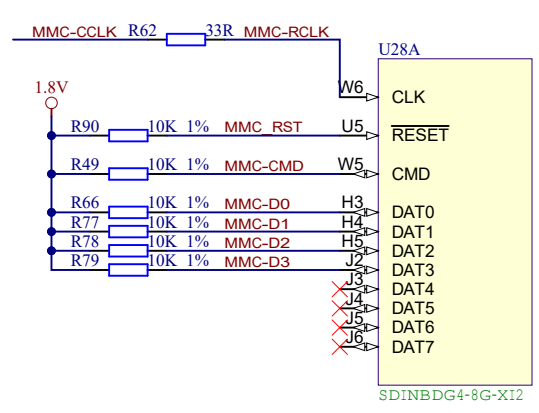 MMC-CCLK R62 33R MMC-RCLK
U28A
1.8V
W6 CLK
R90 10K 1% MMC_RST U5 RESET
R49 10K 1% MMC-CMD W5 CMD
R66 10K 1% MMC-D0 H3 DAT0
R77 10K 1% MMC-D1 H4 DAT1
R78 10K 1% MMC-D2 H5 DAT2
R79 10K 1% MMC-D3 J2 DAT3
J3 DAT4
J4 DAT5
J5 DAT6
J6 DAT7
SDINBDG4-8G-XI2